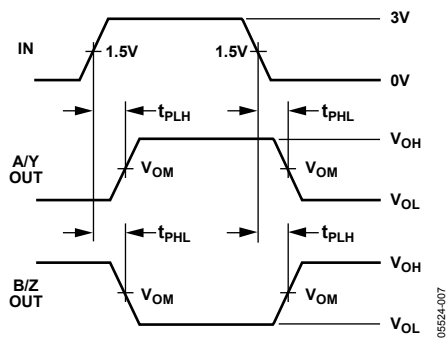 3V
IN
1.5V
1.5V
0V
tPLH
tPHL
VOH
A/Y
OUT
VOM
VOM
VOL
tPHL
tPLH
VOH
B/Z
OUT
VOM
VOM
VOL
05524-007